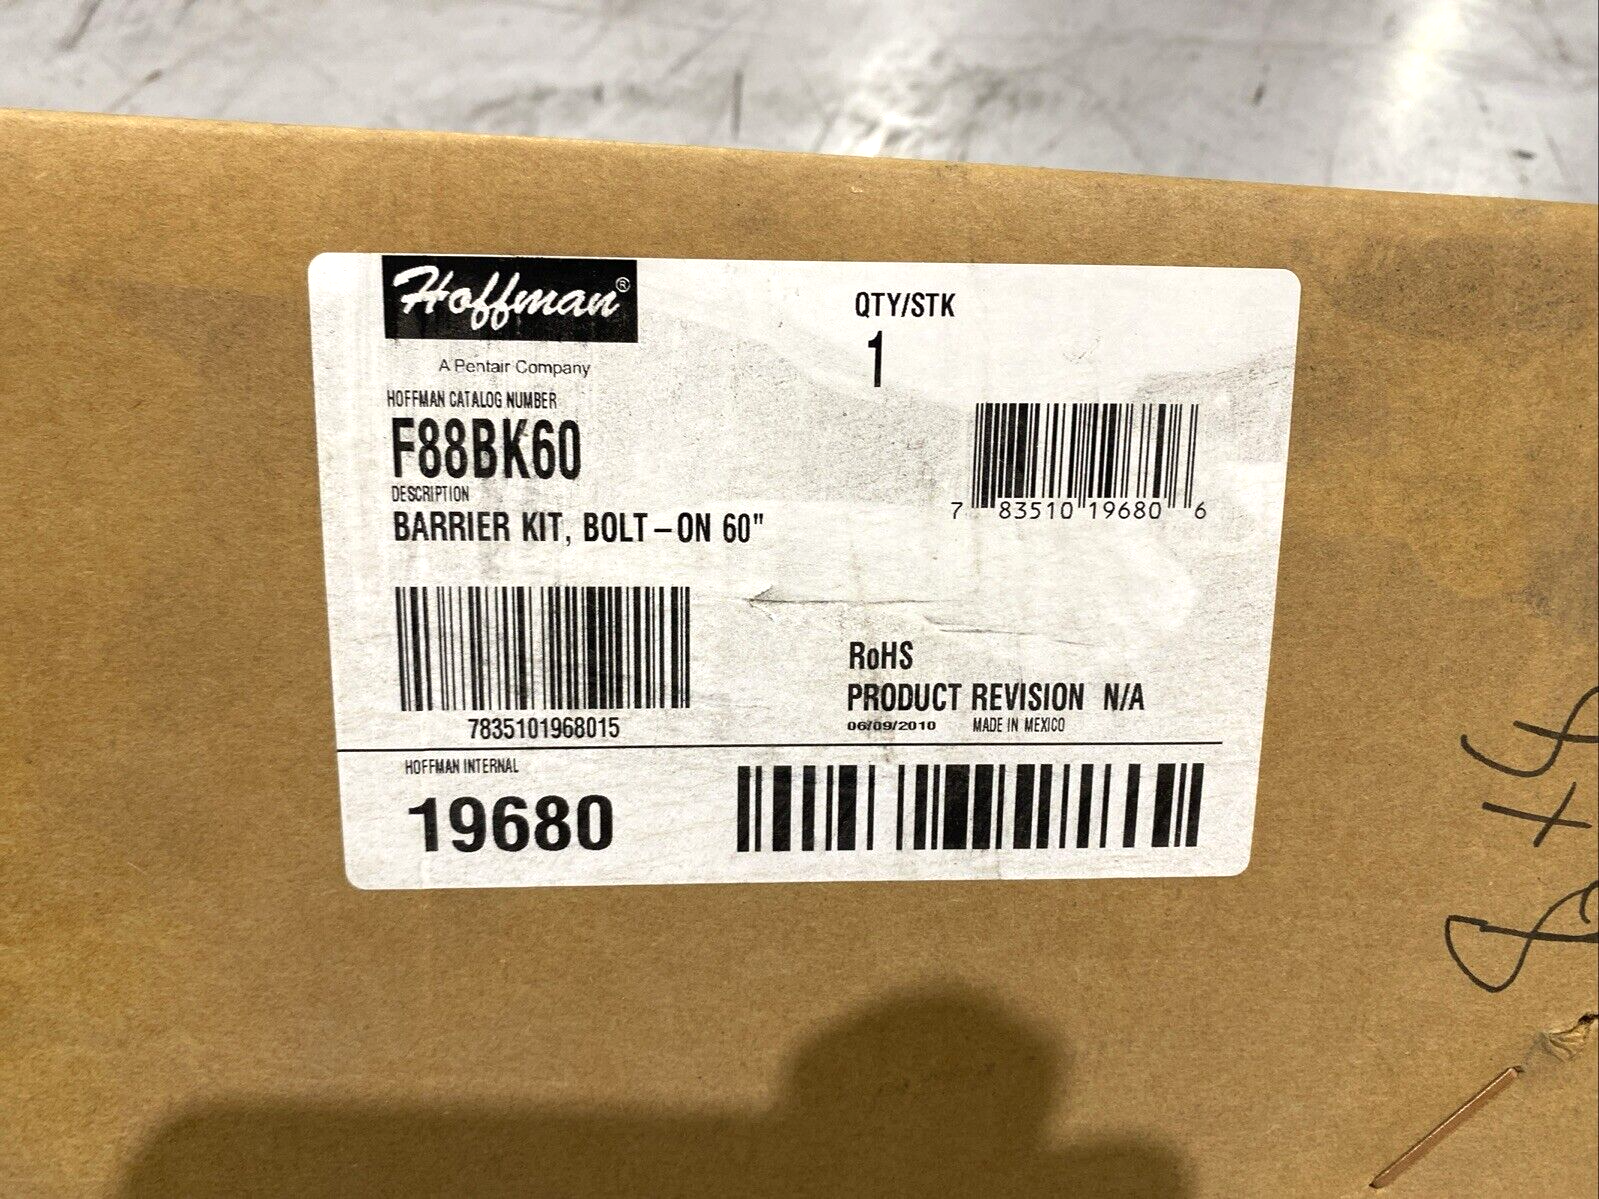 Hoffman®
A Pentair Company
QTY/STK
1
HOFFMAN CATALOG NUMBER
F88BK60
DESCRIPTION
BARRIER KIT, BOLT-ON 60"
7 83510 19680 6
7835101968015
RoHS
PRODUCT REVISION N/A
06/09/2010 MADE IN MEXICO
HOFFMAN INTERNAL
19680